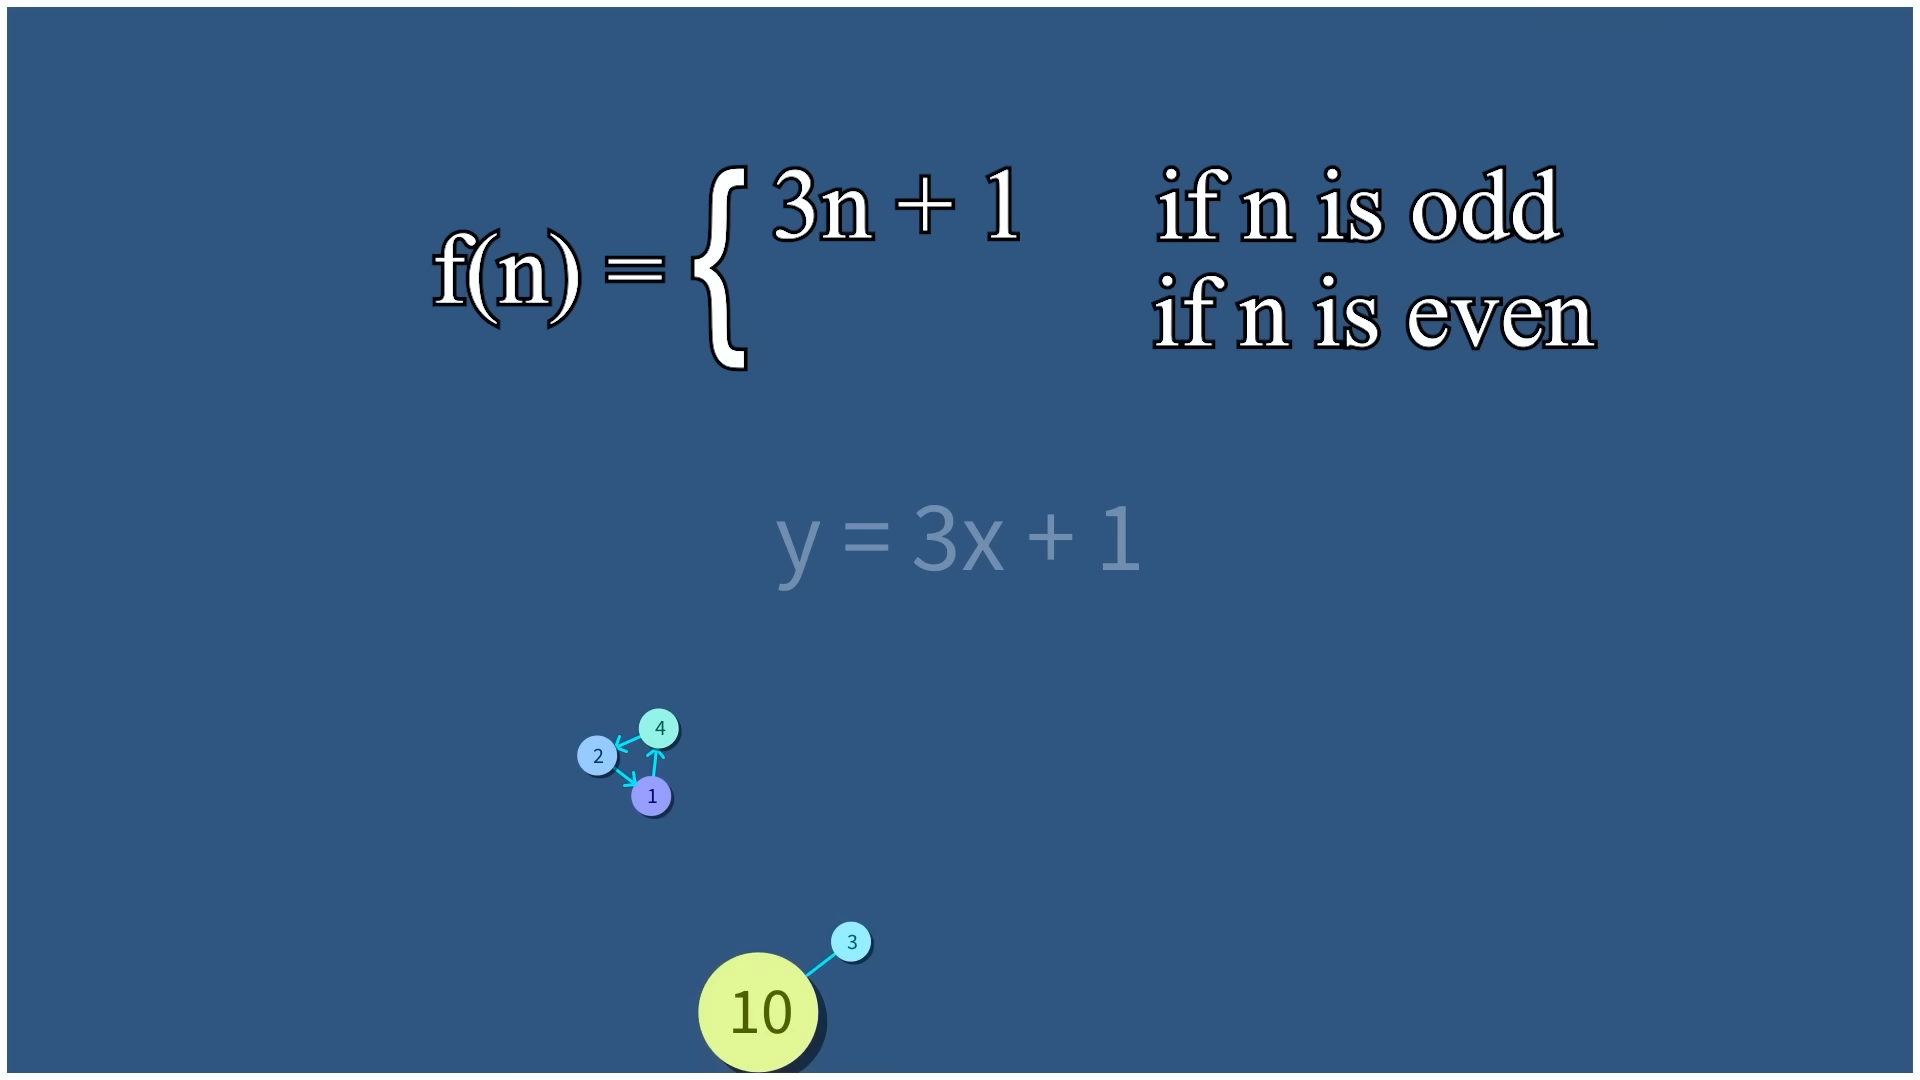 f(n) = { 3n + 1 if n is odd
if n is even
y = 3x + 1
4
2
1
3
10